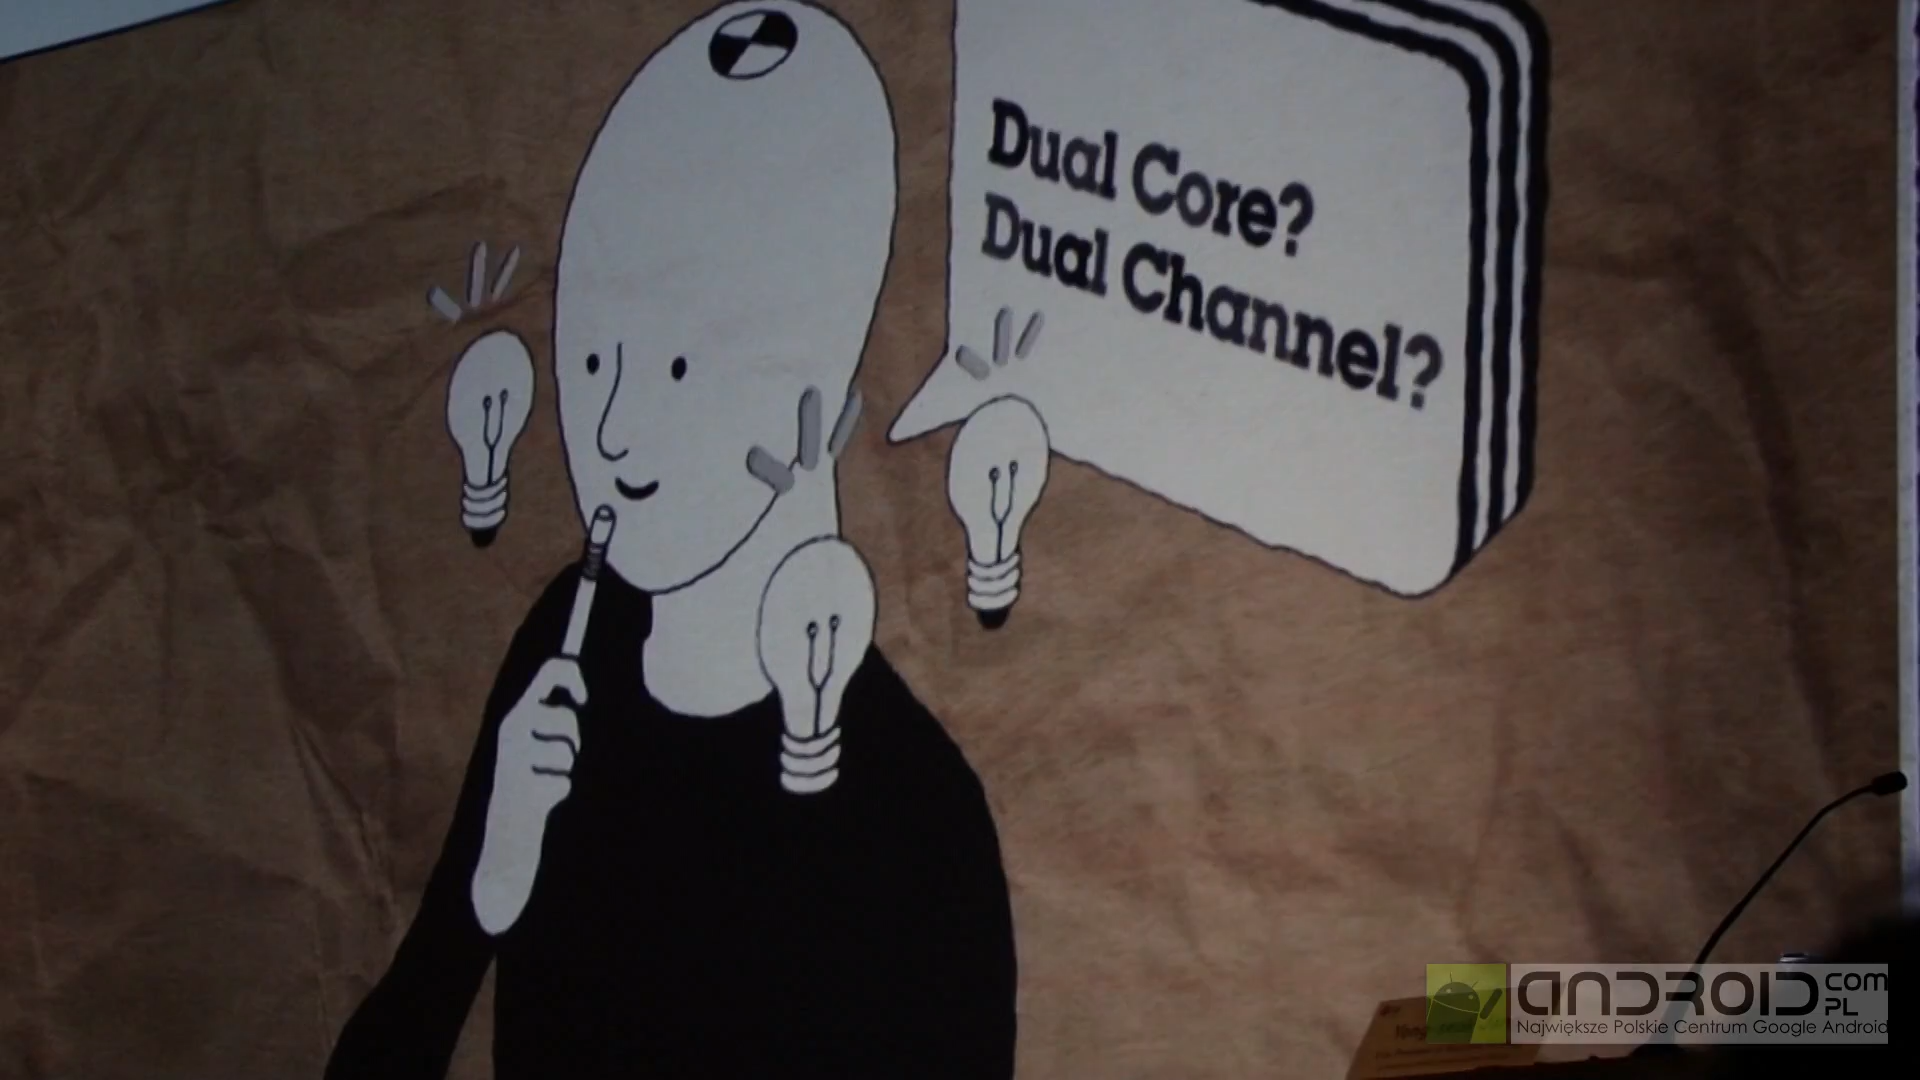 Dual Core?
Dual Channel?
ANDROID.COM.PL
Największe Polskie Centrum Google Android